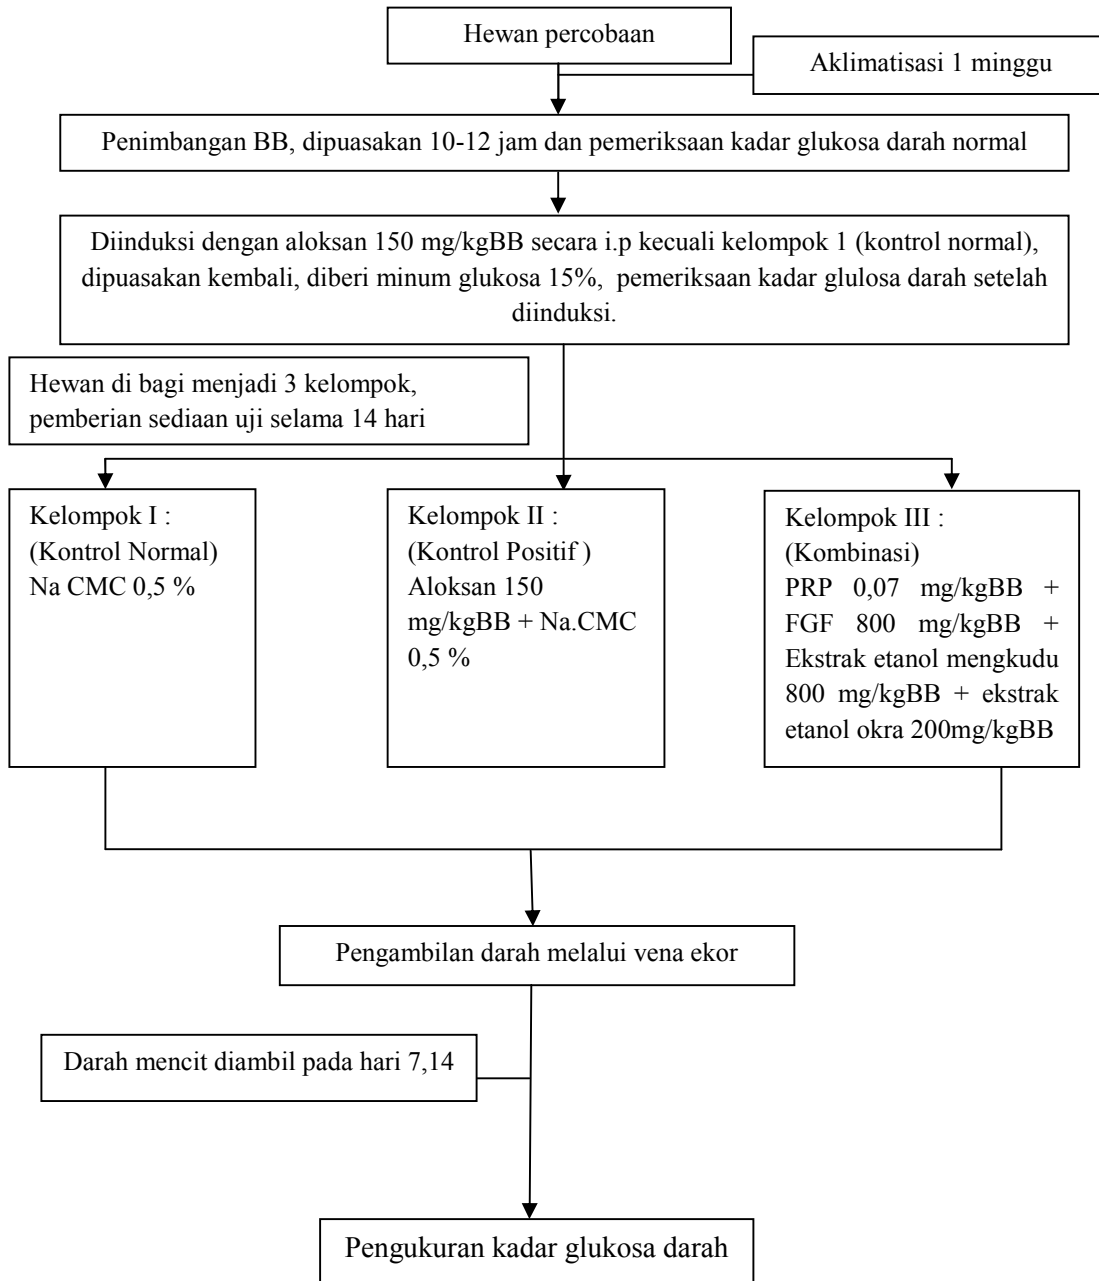 Hewan percobaan
Aklimatisasi 1 minggu
Penimbangan BB, dipuasakan 10-12 jam dan pemeriksaan kadar glukosa darah normal
Diinduksi dengan aloksan 150 mg/kgBB secara i.p kecuali kelompok 1 (kontrol normal),
dipuasakan kembali, diberi minum glukosa 15%,  pemeriksaan kadar glulosa darah setelah
diinduksi.
Hewan di bagi menjadi 3 kelompok,
pemberian sediaan uji selama 14 hari
Kelompok I :
(Kontrol Normal)
Na CMC 0,5 %
Kelompok II :
(Kontrol Positif )
Aloksan 150
mg/kgBB + Na.CMC
0,5 %
Kelompok III :
(Kombinasi)
PRP 0,07 mg/kgBB +
FGF 800 mg/kgBB +
Ekstrak etanol mengkudu
800 mg/kgBB + ekstrak
etanol okra 200mg/kgBB
Pengambilan darah melalui vena ekor
Darah mencit diambil pada hari 7,14
Pengukuran kadar glukosa darah